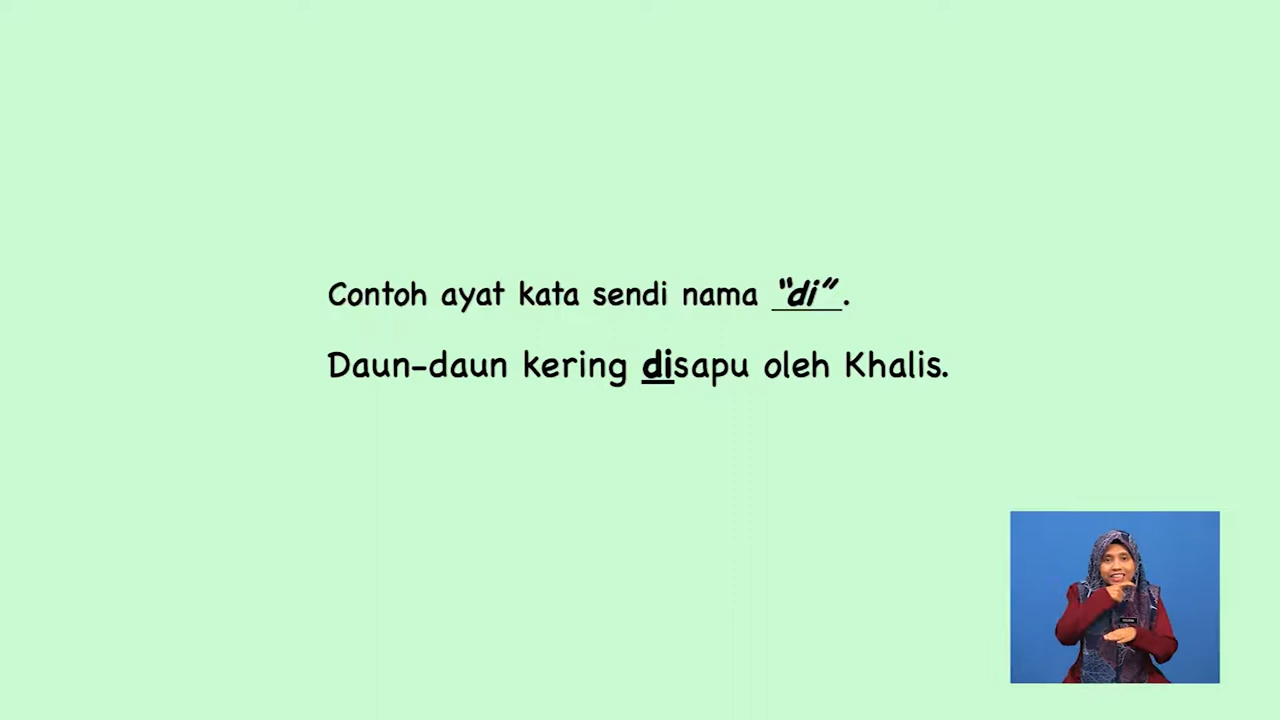 Contoh ayat kata sendi nama "di".
Daun-daun kering disapu oleh Khalis.